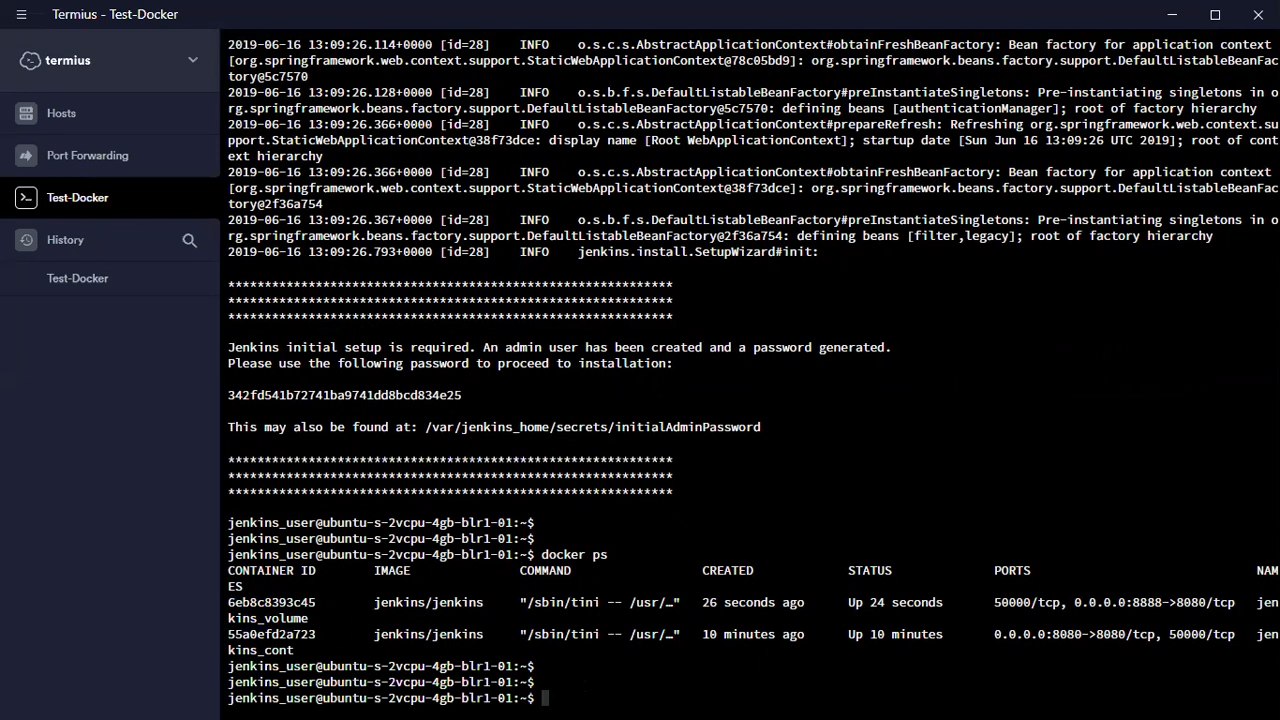 Termius - Test-Docker
termius
Hosts
Port Forwarding
Test-Docker
History
Test-Docker
2019-06-16 13:09:26.114+0000 [id=28]    INFO    o.s.c.s.AbstractApplicationContext#obtainFreshBeanFactory: Bean factory for application context
[org.springframework.web.context.support.StaticWebApplicationContext@78c05bd9]: org.springframework.beans.factory.support.DefaultListableBeanFac
tory@5c7570
2019-06-16 13:09:26.128+0000 [id=28]    INFO    o.s.b.f.s.DefaultListableBeanFactory#preInstantiateSingletons: Pre-instantiating singletons in o
rg.springframework.beans.factory.support.DefaultListableBeanFactory@5c7570: defining beans [authenticationManager]; root of factory hierarchy
2019-06-16 13:09:26.366+0000 [id=28]    INFO    o.s.c.s.AbstractApplicationContext#prepareRefresh: Refreshing org.springframework.web.context.su
pport.StaticWebApplicationContext@38f73dce: display name [Root WebApplicationContext]; startup date [Sun Jun 16 13:09:26 UTC 2019]; root of cont
ext hierarchy
2019-06-16 13:09:26.366+0000 [id=28]    INFO    o.s.c.s.AbstractApplicationContext#obtainFreshBeanFactory: Bean factory for application context
[org.springframework.web.context.support.StaticWebApplicationContext@38f73dce]: org.springframework.beans.factory.support.DefaultListableBeanFac
tory@2f36a754
2019-06-16 13:09:26.367+0000 [id=28]    INFO    o.s.b.f.s.DefaultListableBeanFactory#preInstantiateSingletons: Pre-instantiating singletons in o
rg.springframework.beans.factory.support.DefaultListableBeanFactory@2f36a754: defining beans [filter,legacy]; root of factory hierarchy
2019-06-16 13:09:26.793+0000 [id=28]    INFO    jenkins.install.SetupWizard#init:
*************************************************************
*************************************************************
*************************************************************
Jenkins initial setup is required. An admin user has been created and a password generated.
Please use the following password to proceed to installation:
342fd541b72741ba9741dd8bcd834e25
This may also be found at: /var/jenkins_home/secrets/initialAdminPassword
*************************************************************
*************************************************************
*************************************************************
jenkins_user@ubuntu-s-2vcpu-4gb-blr1-01:~$
jenkins_user@ubuntu-s-2vcpu-4gb-blr1-01:~$
jenkins_user@ubuntu-s-2vcpu-4gb-blr1-01:~$ docker ps
CONTAINER ID        IMAGE               COMMAND                  CREATED             STATUS              PORTS                               NAM
ES
6eb8c8393c45        jenkins/jenkins     "/sbin/tini -- /usr/…"   26 seconds ago      Up 24 seconds       50000/tcp, 0.0.0.0:8888->8080/tcp   jen
kins_volume
55a0efd2a723        jenkins/jenkins     "/sbin/tini -- /usr/…"   10 minutes ago      Up 10 minutes       0.0.0.0:8080->8080/tcp, 50000/tcp   jen
kins_cont
jenkins_user@ubuntu-s-2vcpu-4gb-blr1-01:~$
jenkins_user@ubuntu-s-2vcpu-4gb-blr1-01:~$
jenkins_user@ubuntu-s-2vcpu-4gb-blr1-01:~$